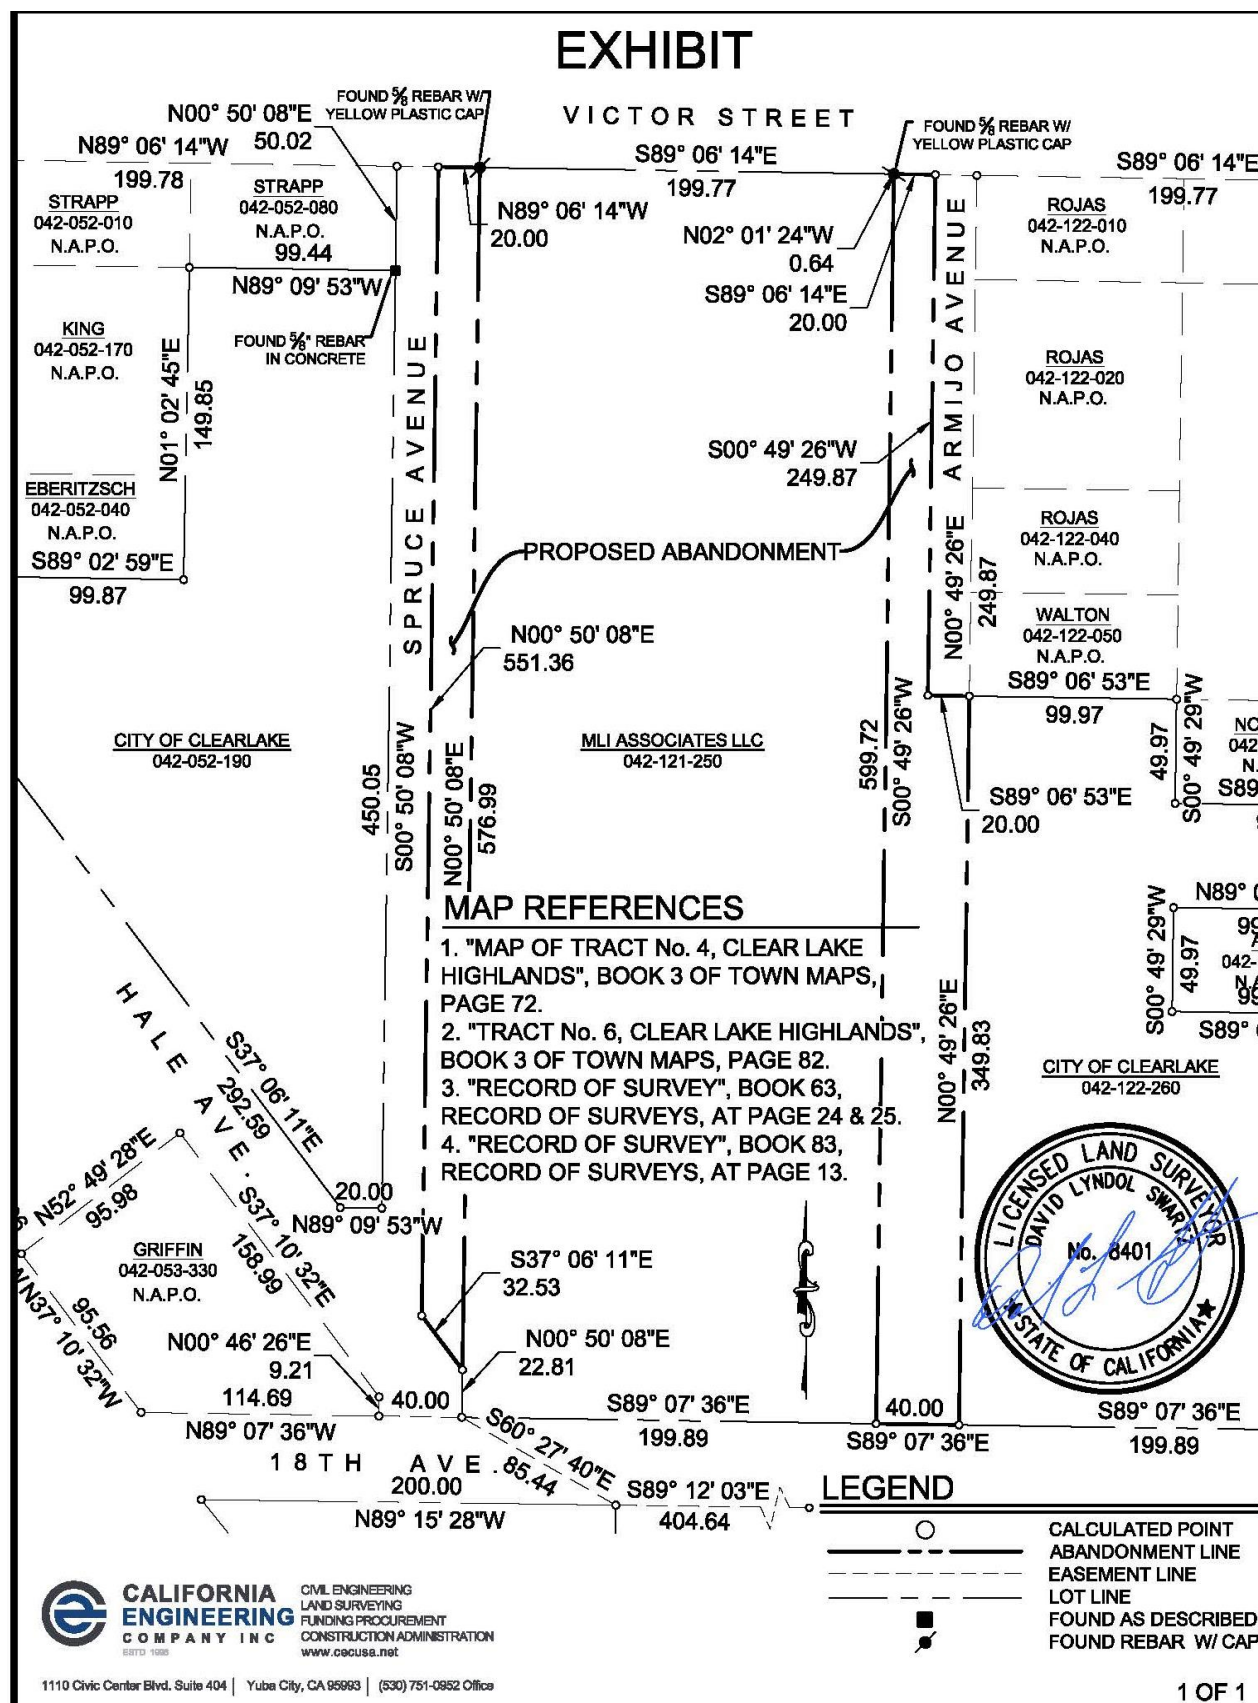 EXHIBIT
VICTOR STREET
FOUND ⅝ REBAR W/
YELLOW PLASTIC CAP
N00° 50' 08"E
50.02
N89° 06' 14"W
199.78
S89° 06' 14"E
199.77
FOUND ⅝ REBAR W/
YELLOW PLASTIC CAP
S89° 06' 14"E
199.77
STRAPP
042-052-010
N.A.P.O.
STRAPP
042-052-080
N.A.P.O.
99.44
N89° 09' 53"W
N89° 06' 14"W
20.00
N02° 01' 24"W
0.64
S89° 06' 14"E
20.00
ROJAS
042-122-010
N.A.P.O.
KING
042-052-170
N.A.P.O.
FOUND ⅝" REBAR
IN CONCRETE
N01° 02' 45"E
149.85
SPRUCE AVENUE
ARMIJO AVENUE
ROJAS
042-122-020
N.A.P.O.
S00° 49' 26"W
249.87
EBERITZSCH
042-052-040
N.A.P.O.
S89° 02' 59"E
99.87
PROPOSED ABANDONMENT
N00° 49' 26"E
249.87
ROJAS
042-122-040
N.A.P.O.
WALTON
042-122-050
N.A.P.O.
S89° 06' 53"E
99.97
N00° 50' 08"E
551.36
CITY OF CLEARLAKE
042-052-190
MLI ASSOCIATES LLC
042-121-250
450.05
S00° 50' 08"W
N00° 50' 08"E
576.99
599.72
S00° 49' 26"W
S89° 06' 53"E
20.00
49.97
S00° 49' 29"W
042
S89
MAP REFERENCES
1. "MAP OF TRACT No. 4, CLEAR LAKE
HIGHLANDS", BOOK 3 OF TOWN MAPS,
PAGE 72.
2. "TRACT No. 6, CLEAR LAKE HIGHLANDS",
BOOK 3 OF TOWN MAPS, PAGE 82.
3. "RECORD OF SURVEY", BOOK 63,
RECORD OF SURVEYS, AT PAGE 24 & 25.
4. "RECORD OF SURVEY", BOOK 83,
RECORD OF SURVEYS, AT PAGE 13.
S00° 49' 29"W
49.97
N00° 49' 26"E
349.83
CITY OF CLEARLAKE
042-122-260
HALE AVE.
S37° 06' 11"E
292.59
N52° 49' 28"E
95.98
S37° 10' 32"E
158.99
20.00
N89° 09' 53"W
GRIFFIN
042-053-330
N.A.P.O.
95.56
N37° 10' 32"W
S37° 06' 11"E
32.53
N00° 46' 26"E
9.21
N00° 50' 08"E
22.81
LICENSED LAND SURVEYOR
DAVID LYNDOL SWARTZ
No. 8401
STATE OF CALIFORNIA
114.69
N89° 07' 36"W
40.00
S89° 07' 36"E
199.89
40.00
S89° 07' 36"E
S89° 07' 36"E
199.89
18TH AVE.
S60° 27' 40"E
85.44
200.00
N89° 15' 28"W
S89° 12' 03"E
404.64
LEGEND
CALCULATED POINT
ABANDONMENT LINE
EASEMENT LINE
LOT LINE
FOUND AS DESCRIBED
FOUND REBAR W/ CAP
CALIFORNIA
ENGINEERING
COMPANY INC
ESTD 1998
CIVIL ENGINEERING
LAND SURVEYING
FUNDING PROCUREMENT
CONSTRUCTION ADMINISTRATION
www.cecusa.net
1110 Civic Center Blvd. Suite 404 | Yuba City, CA 95993 | (530) 751-0952 Office
1 OF 1